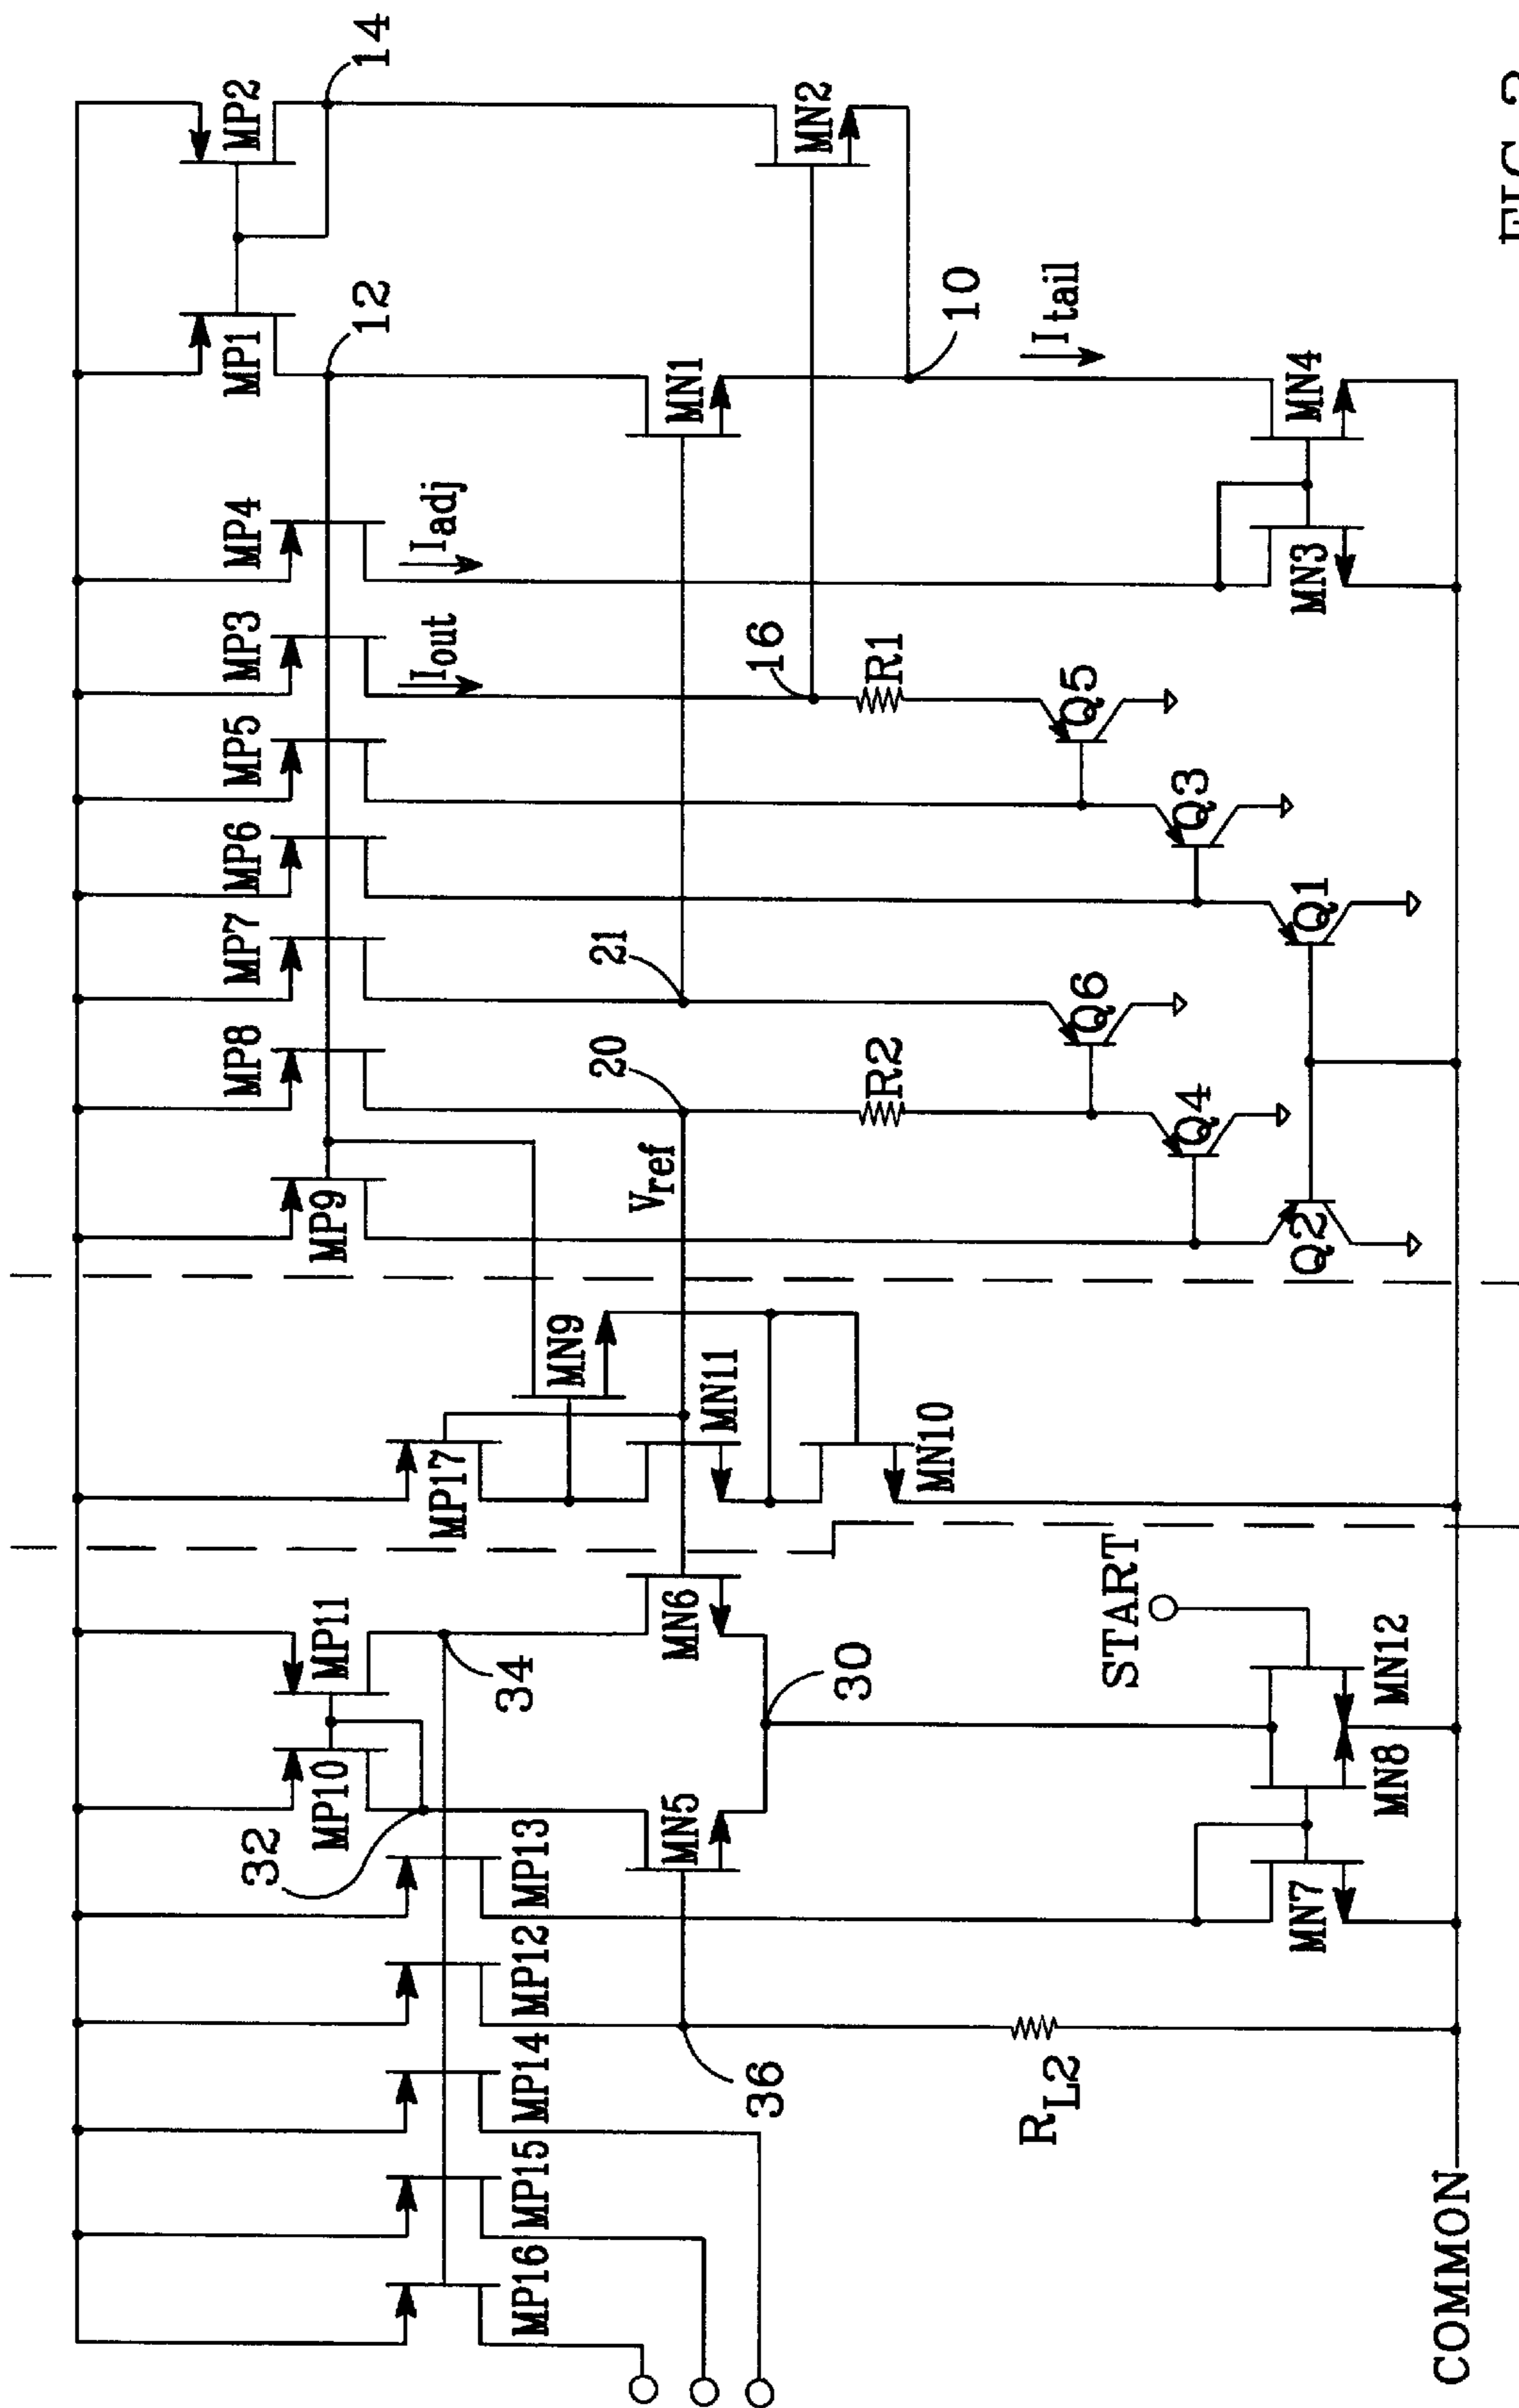 MP16
MP15
MP14
MP12
MP13
MP10
MP11
MP17
MP9
MP8
MP7
MP6
MP5
MP3
MP4
MP1
MP2
32
34
MN9
Iout
Iadj
12
14
MN5
MN6
MN11
Vref
20
21
16
MN1
MN2
36
30
MN10
R2
R1
10
Itail
RL2
START
Q4
Q6
Q3
Q5
MN7
MN8
MN12
Q2
Q1
MN3
MN4
COMMON